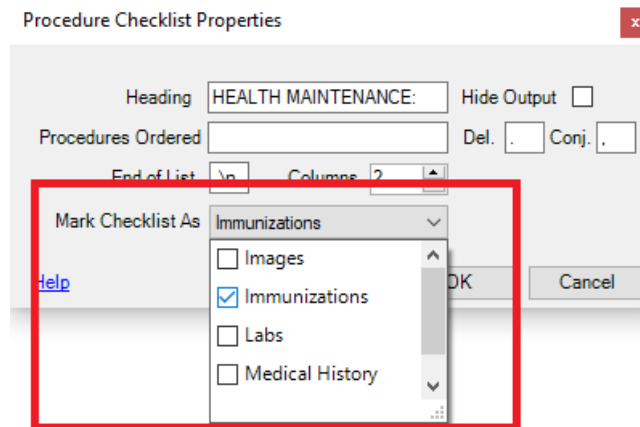 Procedure Checklist Properties x
Heading HEALTH MAINTENANCE: Hide Output
Procedures Ordered Del. . Conj. ,
End of List \n Columns 2
Mark Checklist As Immunizations
Images
Help Immunizations OK Cancel
Labs
Medical History